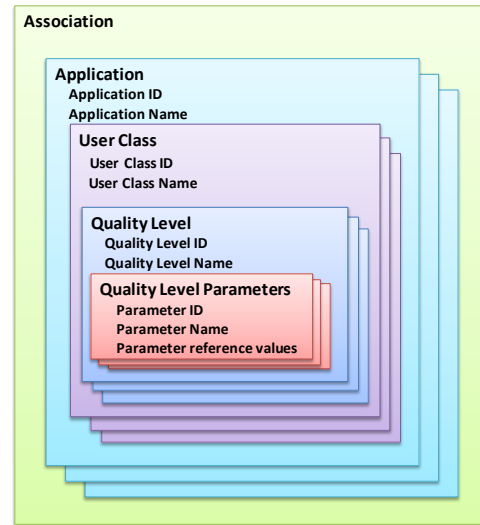 Association
Application
Application ID
Application Name
User Class
User Class ID
User Class Name
Quality Level
Quality Level ID
Quality Level Name
Quality Level Parameters
Parameter ID
Parameter Name
Parameter reference values